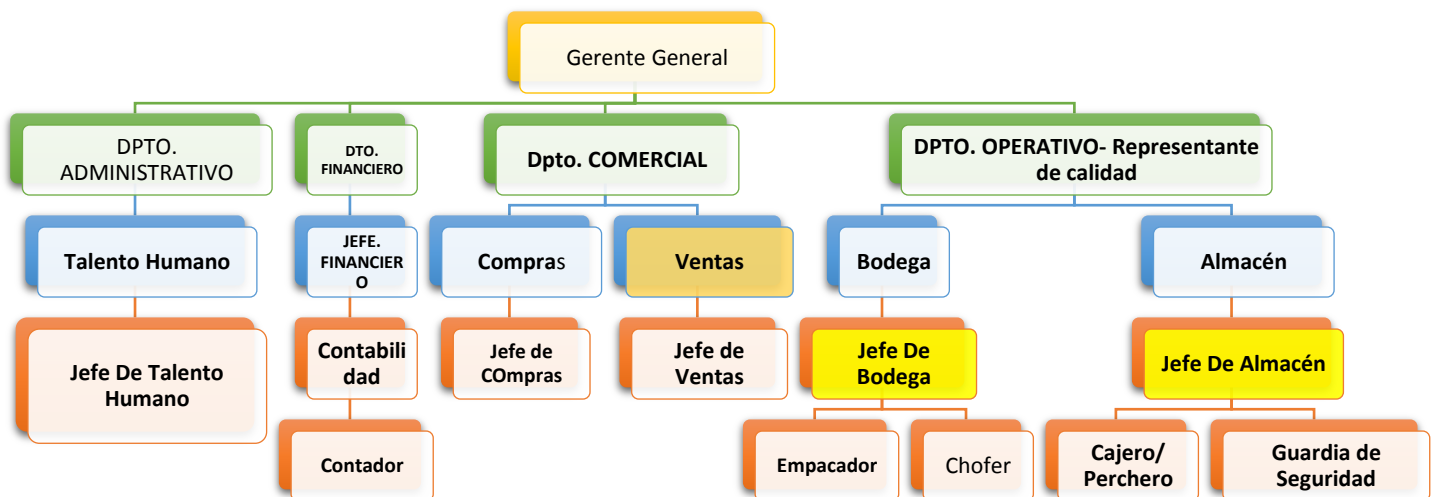 Gerente General
DPTO.
ADMINISTRATIVO
DTO.
FINANCIERO
Dpto. COMERCIAL
DPTO. OPERATIVO- Representante
de calidad
Talento Humano
JEFE.
FINANCIER
O
Compras
Ventas
Bodega
Almacén
Jefe De Talento
Humano
Contabili
dad
Jefe de
COmpras
Jefe de
Ventas
Jefe De
Bodega
Jefe De Almacén
Contador
Empacador
Chofer
Cajero/
Perchero
Guardia de
Seguridad